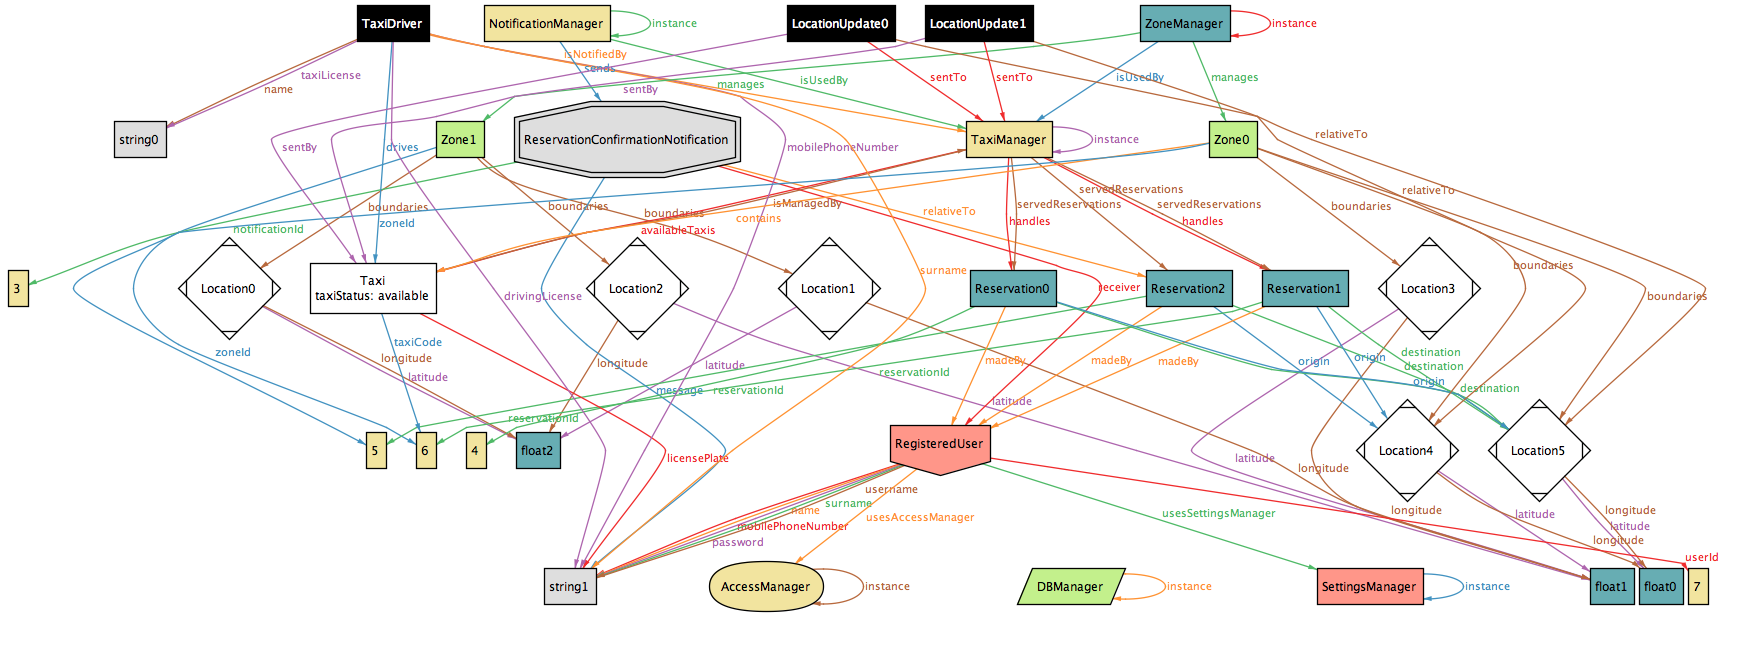 TaxiDriver
NotificationManager
instance
LocationUpdate0
LocationUpdate1
ZoneManager
instance
isNotifiedBy
sends
taxiLicense
name
manages
sentBy
isUsedBy
sentTo
sentTo
isUsedBy
manages
string0
sentBy
drives
Zone1
ReservationConfirmationNotification
mobilePhoneNumber
TaxiManager
instance
Zone0
relativeTo
relativeTo
notificationId
zoneId
boundaries
boundaries
boundaries
isManagedBy
contains
availableTaxis
relativeTo
servedReservations
servedReservations
servedReservations
handles
handles
boundaries
boundaries
boundaries
3
Location0
Taxi
taxiStatus: available
drivingLicense
Location2
Location1
surname
Reservation0
receiver
Reservation2
Reservation1
Location3
zoneId
longitude
taxiCode
latitude
longitude
message
latitude
reservationId
reservationId
reservationId
latitude
madeBy
madeBy
madeBy
origin
origin
origin
destination
destination
destination
5
6
4
float2
licensePlate
RegisteredUser
latitude
longitude
Location4
Location5
username
surname
name
mobilePhoneNumber
password
usesAccessManager
usesSettingsManager
longitude
latitude
longitude
latitude
longitude
userId
string1
AccessManager
instance
DBManager
instance
SettingsManager
instance
float1
float0
7